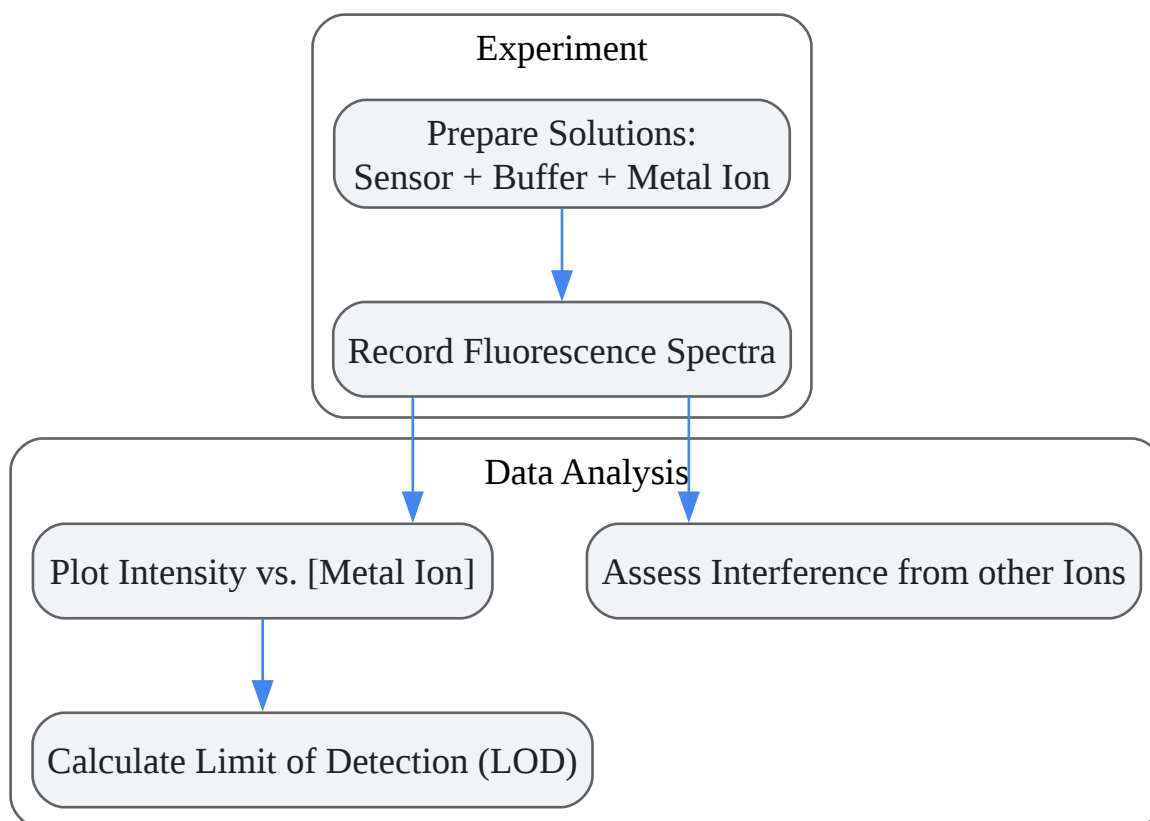 Experiment
Prepare Solutions:
Sensor + Buffer + Metal Ion
Record Fluorescence Spectra
Data Analysis
Plot Intensity vs. [Metal Ion]
Assess Interference from other Ions
Calculate Limit of Detection (LOD)